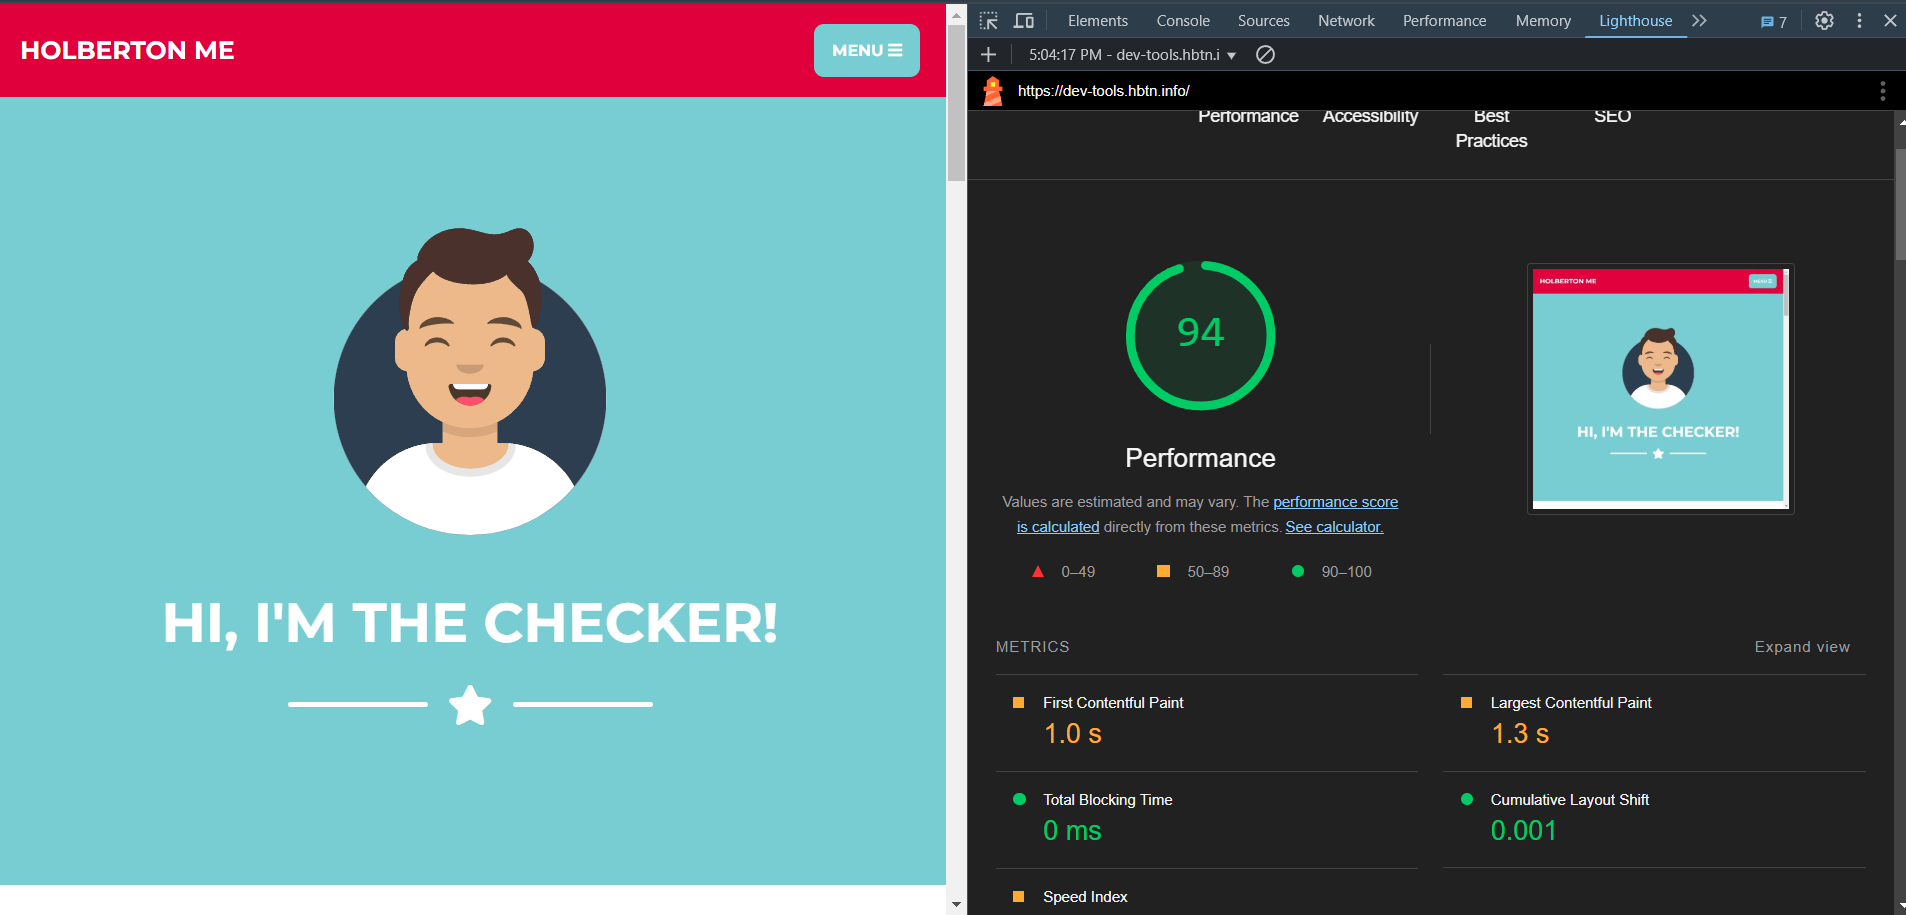 HOLBERTON ME
MENU
HI, I'M THE CHECKER!
Elements Console Sources Network Performance Memory Lighthouse 7
5:04:17 PM - dev-tools.hbtn.i
https://dev-tools.hbtn.info/
Performance Accessibility Best Practices SEO
94
Performance
Values are estimated and may vary. The performance score
is calculated directly from these metrics. See calculator.
0–49 50–89 90–100
HOLBERTON ME
MENU
HI, I'M THE CHECKER!
METRICS Expand view
First Contentful Paint
1.0 s
Largest Contentful Paint
1.3 s
Total Blocking Time
0 ms
Cumulative Layout Shift
0.001
Speed Index